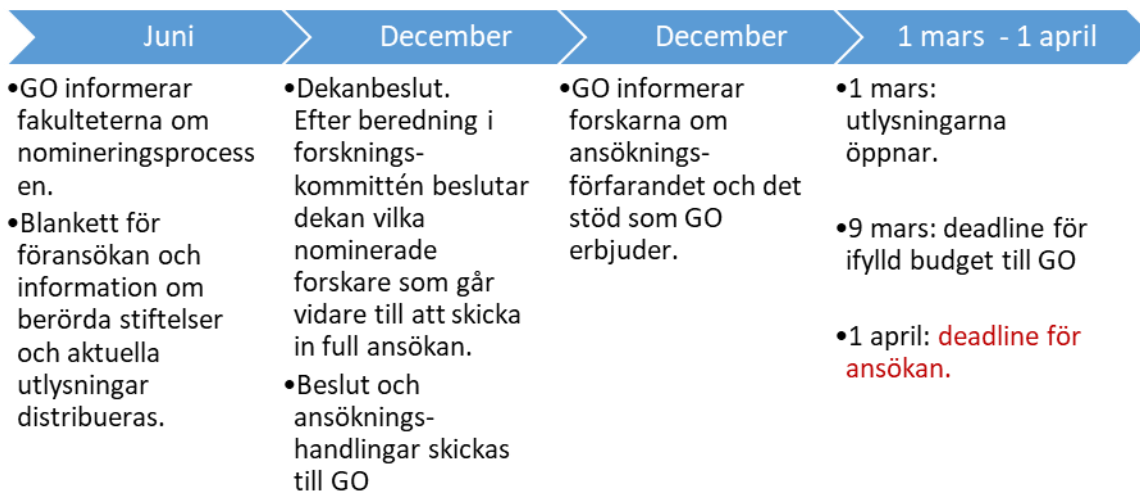 Juni
•GO informerar
fakulteterna om
nomineringsprocess
en.
•Blankett för
föransökan och
information om
berörda stiftelser
och aktuella
utlysningar
distribueras.
December
•Dekanbeslut.
Efter beredning i
forsknings-
kommittén beslutar
dekan vilka
nominerade
forskare som går
vidare till att skicka
in full ansökan.
•Beslut och
ansöknings-
handlingar skickas
till GO
December
•GO informerar
forskarna om
ansöknings-
förfarandet och det
stöd som GO
erbjuder.
1 mars - 1 april
•1 mars:
utlysningarna
öppnar.
•9 mars: deadline för
ifylld budget till GO
•1 april: deadline för
ansökan.